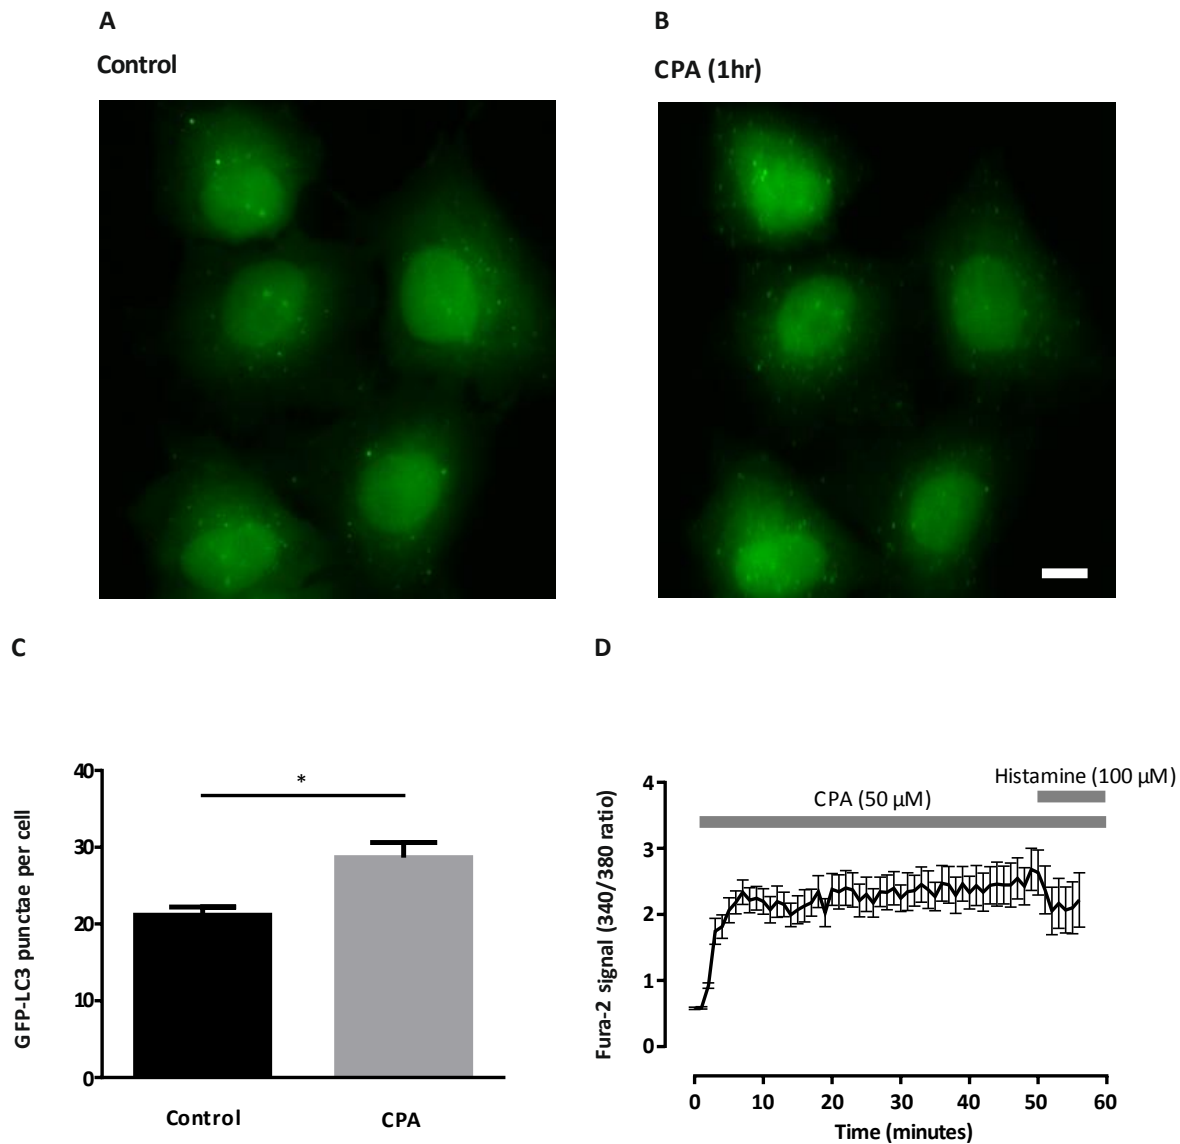 A
Control
B
CPA (1hr)
C
GFP-LC3 punctae per cell
40
30
20
10
0
*
Control
CPA
D
Fura-2 signal (340/380 ratio)
4
3
2
1
0
Histamine (100 µM)
CPA (50 µM)
0 10 20 30 40 50 60
Time (minutes)